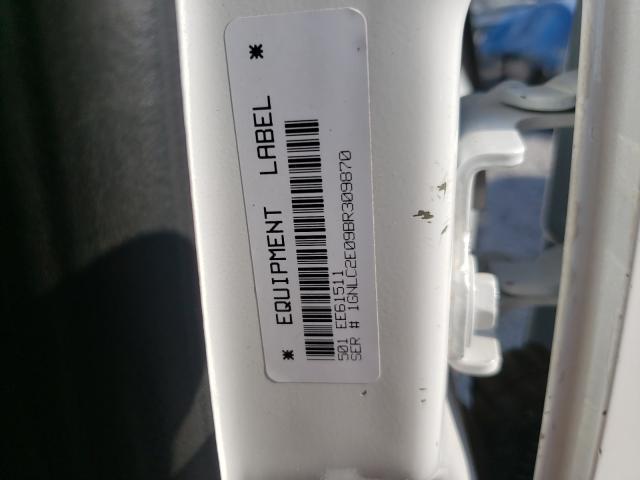 * EQUIPMENT LABEL *
501 EE61511
SER # 1GNLC2E09BR309870